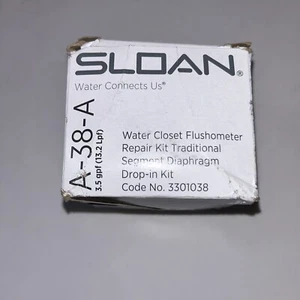 SLOAN®
Water Connects Us®
A-38-A
3.5 gpf (13.2 Lpf)
Water Closet Flushometer
Repair Kit Traditional
Segment Diaphragm
Drop-in Kit
Code No. 3301038